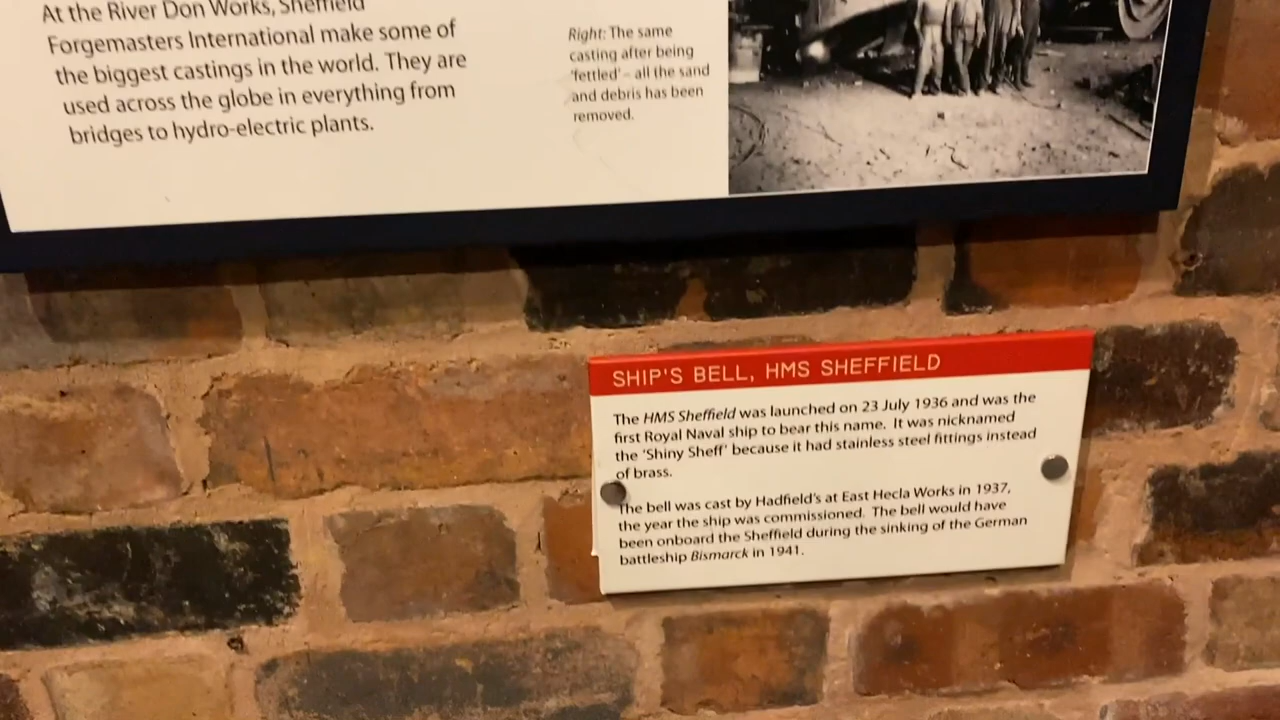 At the River Don Works, Sheffield
Forgemasters International make some of
the biggest castings in the world. They are
used across the globe in everything from
bridges to hydro-electric plants.
Right: The same
casting after being
'fettled' – all the sand
and debris has been
removed.
SHIP'S BELL, HMS SHEFFIELD
The HMS Sheffield was launched on 23 July 1936 and was the
first Royal Naval ship to bear this name. It was nicknamed
the 'Shiny Sheff' because it had stainless steel fittings instead
of brass.
The bell was cast by Hadfield's at East Hecla Works in 1937,
the year the ship was commissioned. The bell would have
been onboard the Sheffield during the sinking of the German
battleship Bismarck in 1941.